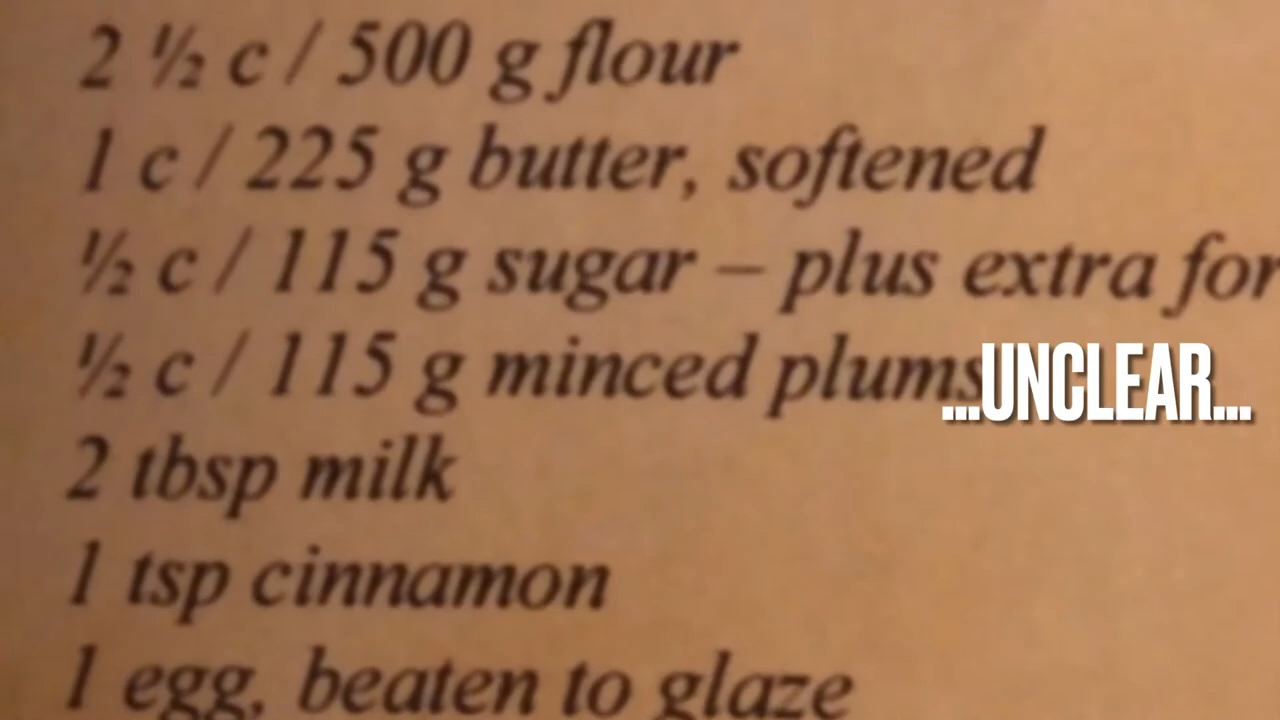 2 ½ c / 500 g flour
1 c / 225 g butter, softened
½ c / 115 g sugar – plus extra for
½ c / 115 g minced plums
...UNCLEAR...
2 tbsp milk
1 tsp cinnamon
1 egg, beaten to glaze